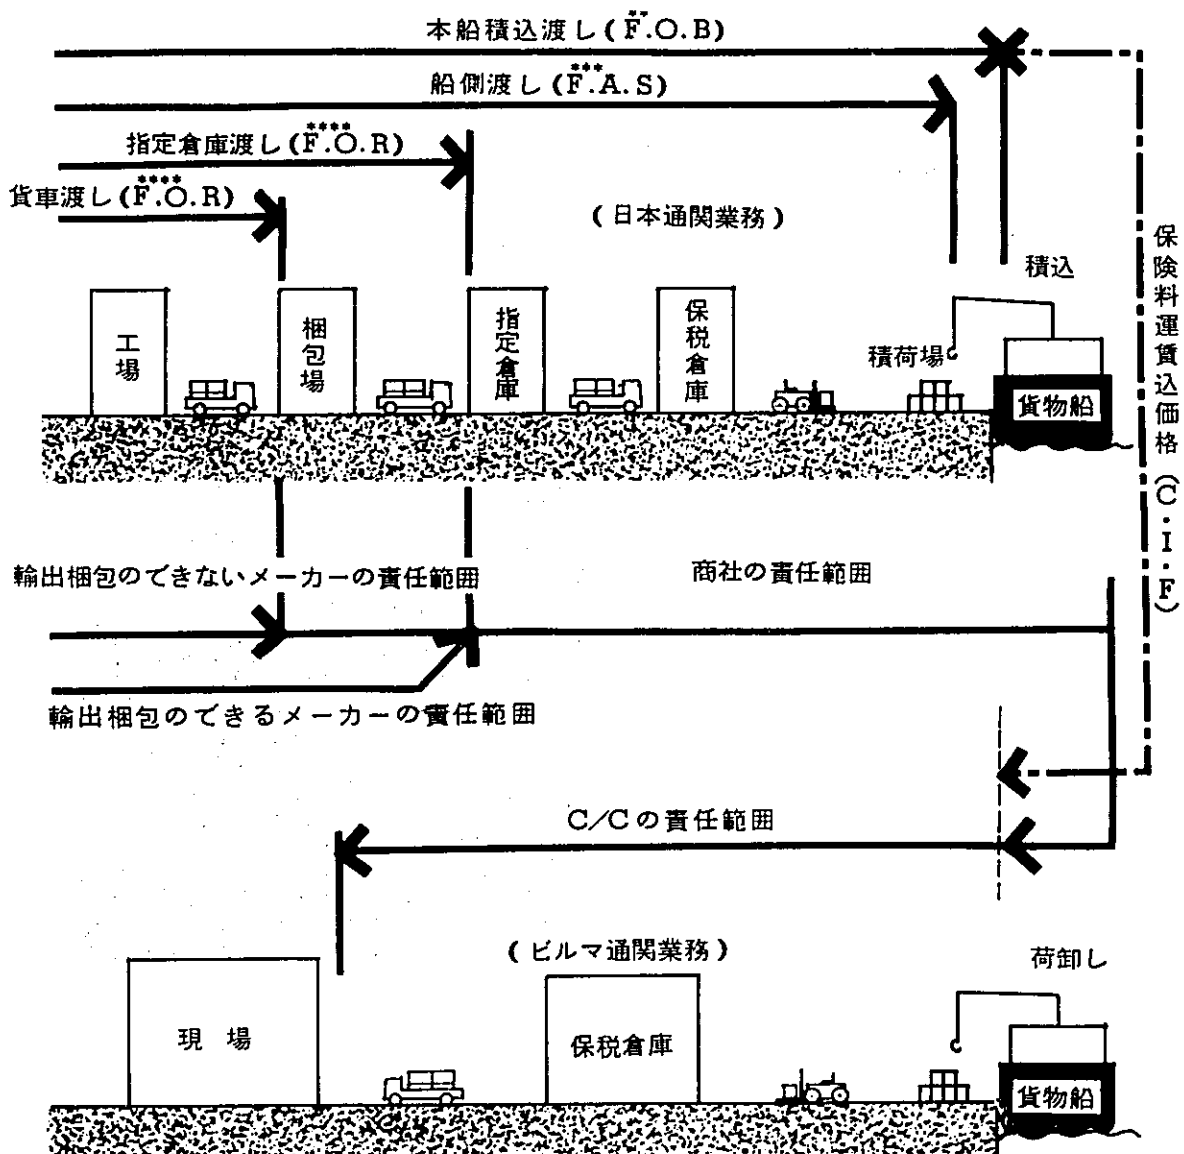 本船積込渡し(F.O.B)
**
船側渡し(F.A.S)
***
指定倉庫渡し(F.O.R)
****
貨車渡し(F.O.R)
****
(日本通関業務)
積込
保険料運賃込価格(C・I・F)
工場
梱包場
指定倉庫
保税倉庫
積荷場
貨物船
輸出梱包のできないメーカーの責任範囲
商社の責任範囲
輸出梱包のできるメーカーの責任範囲
C/Cの責任範囲
(ビルマ通関業務)
荷卸し
現場
保税倉庫
貨物船